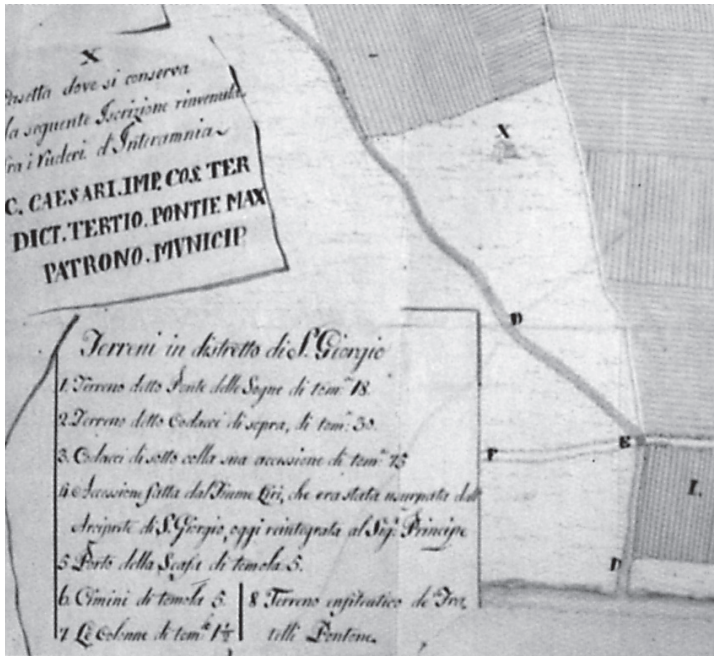 X
Casetta dove si conserva
la seguente Iscrizione rinvenuta
fra i Ruderi d'Interamnia
C. CAESARI. IMP. COS. TER
DICT. TERTIO. PONTIF MAX
PATRONO. MVNICIP.
X
D
Terreni in distretto di S. Giorgio
1. Terreno detto Ponte delle Sogne di tom.ª 18.
2. Terreno detto Codacci di sopra, di tom.ª 30.
3. Codacci di sotto colla sua accessione di tom.ª 75
4. Accessione fatta dal Fiume Liri, che era stata usurpata dall'
Arciprete di S. Giorgio, oggi reintegrata al Sig. Principe
5. Porto della Scafa di tomola 5.
6. Cimini di tomola 5.
7. Le Colonne di tom.ª 1½
8 Terreno enfiteutico de' Fra
telli Pontone.
F
E
I.
D